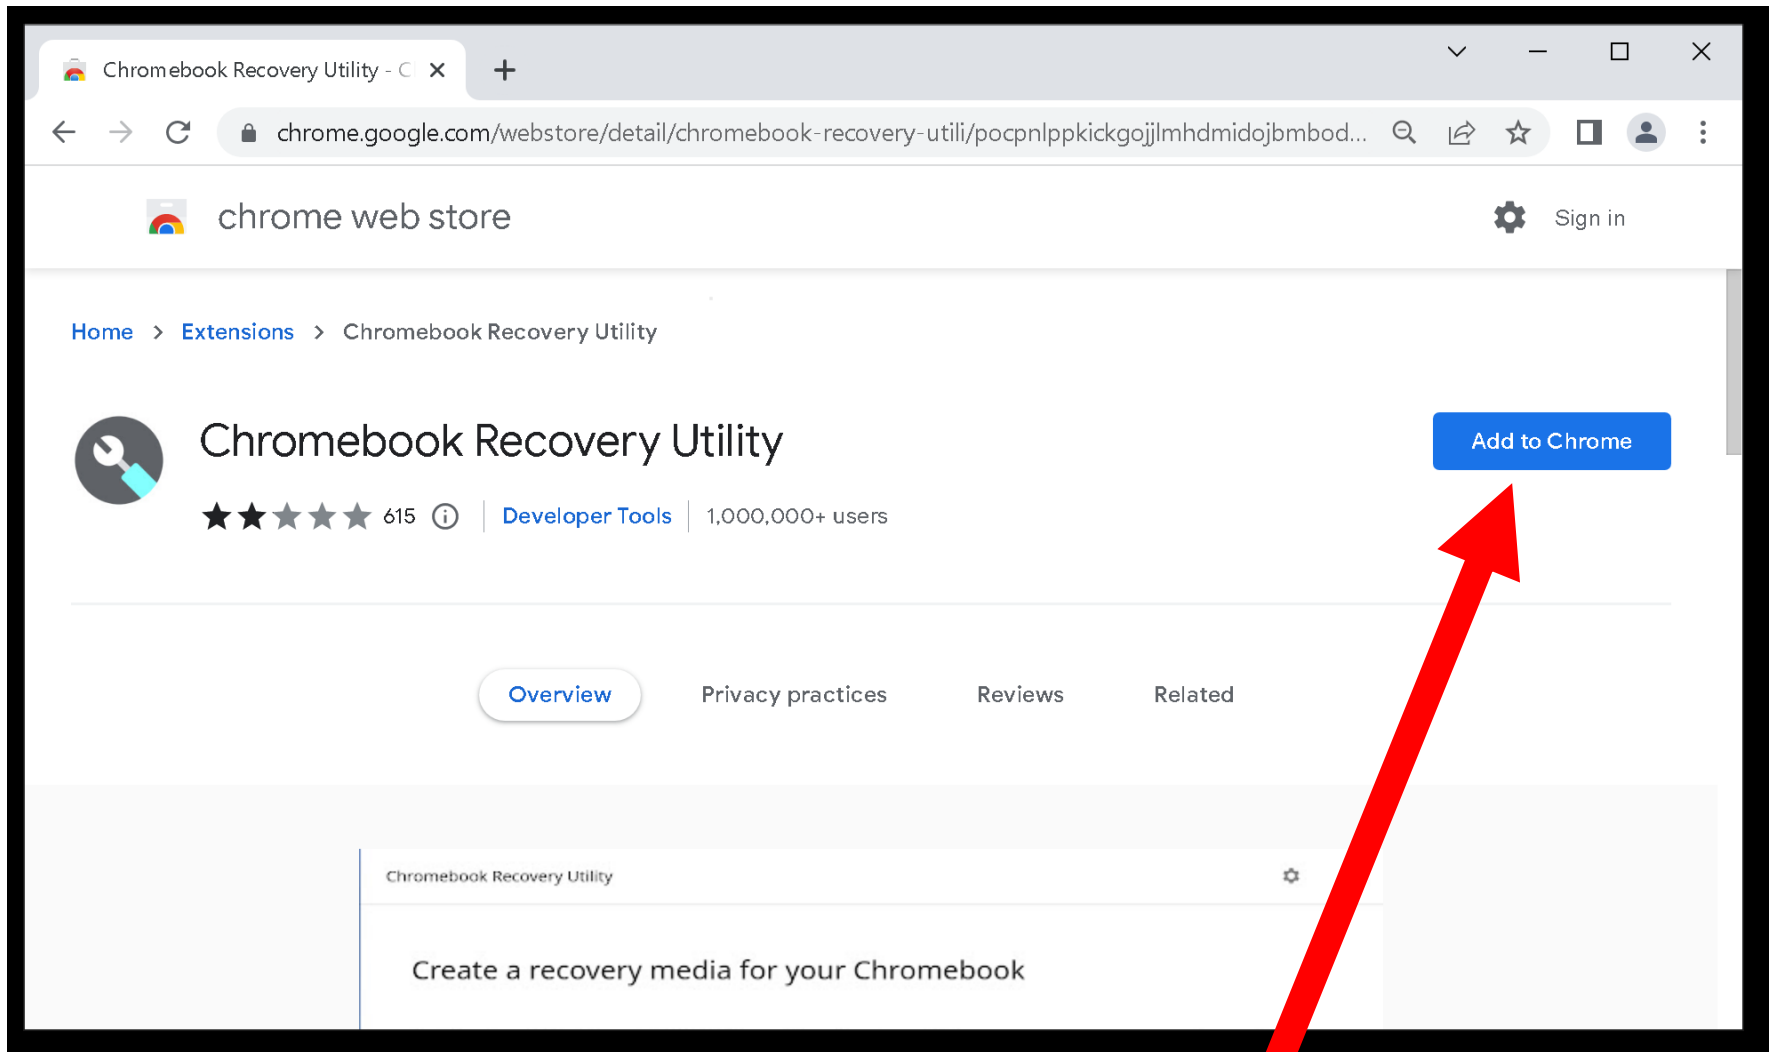 Chromebook Recovery Utility - C
chrome.google.com/webstore/detail/chromebook-recovery-utili/pocpnlppkickgojjlmhdmidojbmbod...
chrome web store
Sign in
Home > Extensions > Chromebook Recovery Utility
Chromebook Recovery Utility
Add to Chrome
615 Developer Tools 1,000,000+ users
Overview Privacy practices Reviews Related
Chromebook Recovery Utility
Create a recovery media for your Chromebook